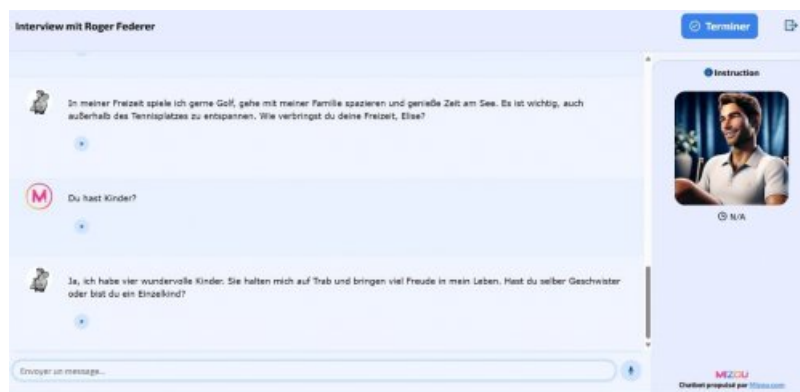 Interview mit Roger Federer
Terminer
In meiner Freizeit spiele ich gerne Golf, gehe mit meiner Familie spazieren und genieße Zeit am See. Es ist wichtig, auch
außerhalb des Tennisplatzes zu entspannen. Wie verbringst du deine Freizeit, Elise?
M
Du hast Kinder?
Ja, ich habe vier wundervolle Kinder. Sie halten mich auf Trab und bringen viel Freude in mein Leben. Hast du selber Geschwister
oder bist du ein Einzelkind?
Envoyer un message...
Instruction
N/A
MIZOU
Chatbot propulsé par Mizou.com